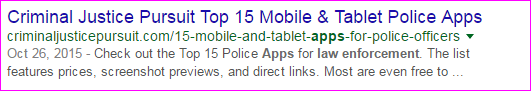 Criminal Justice Pursuit Top 15 Mobile & Tablet Police Apps
criminaljusticepursuit.com/15-mobile-and-tablet-apps-for-police-officers
Oct 26, 2015 - Check out the Top 15 Police Apps for law enforcement. The list
features prices, screenshot previews, and direct links. Most are even free to ...